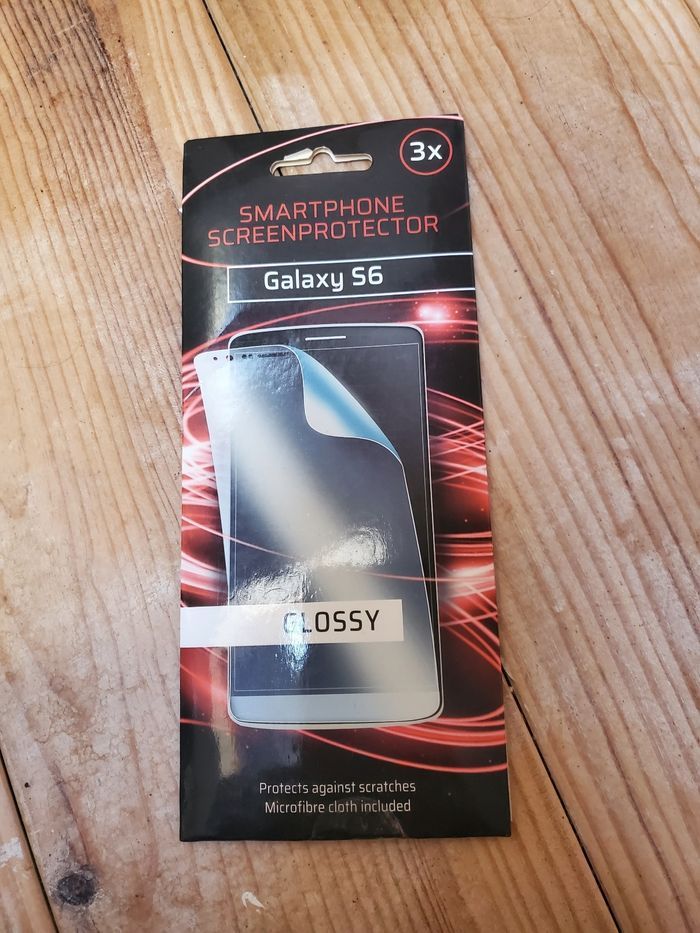 3x
SMARTPHONE
SCREENPROTECTOR
Galaxy S6
GLOSSY
Protects against scratches
Microfibre cloth included